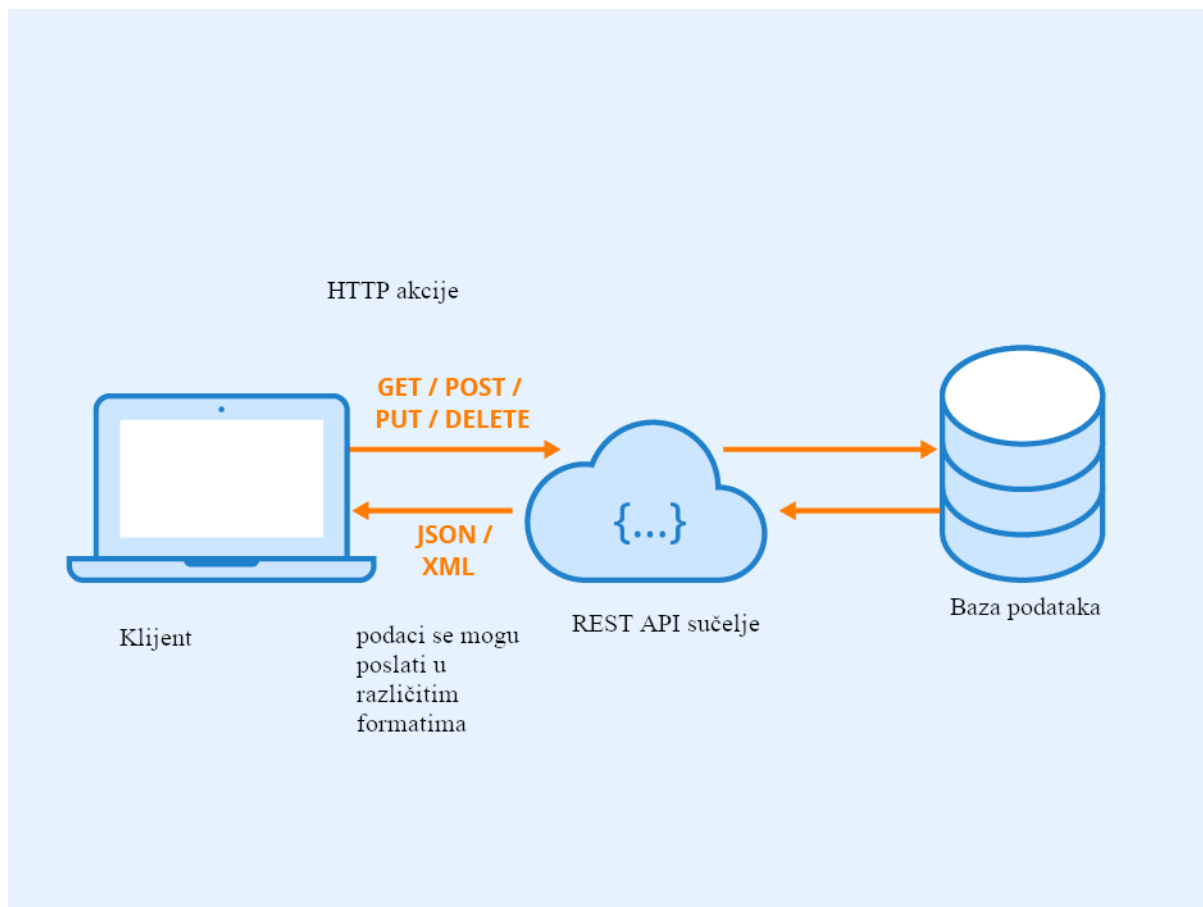 HTTP akcije
GET / POST /
PUT / DELETE
{...}
JSON /
XML
Klijent
podaci se mogu
poslati u
različitim
formatima
REST API sučelje
Baza podataka